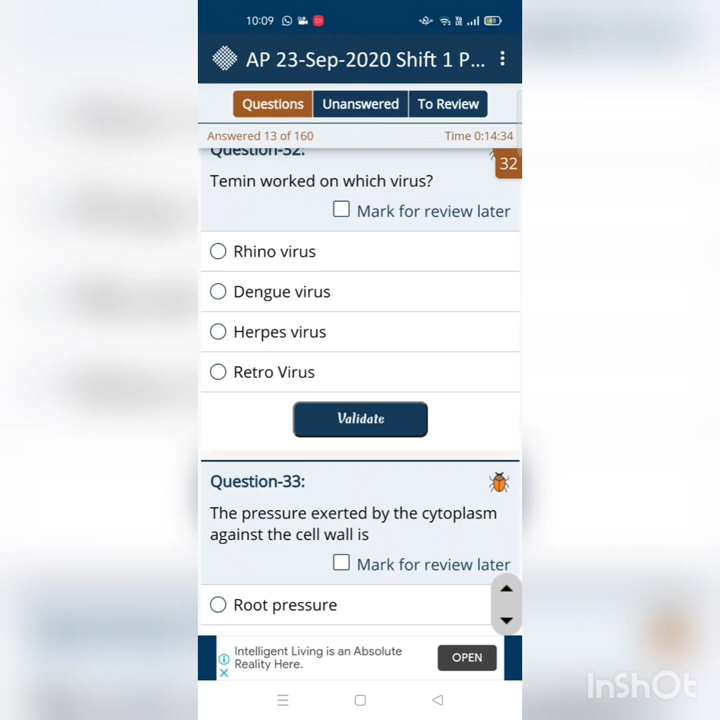 10:09
AP 23-Sep-2020 Shift 1 P...
Questions Unanswered To Review
Answered 13 of 160 Time 0:14:34
Question-32:
32
Temin worked on which virus?
Mark for review later
Rhino virus
Dengue virus
Herpes virus
Retro Virus
Validate
Question-33:
The pressure exerted by the cytoplasm
against the cell wall is
Mark for review later
Root pressure
Intelligent Living is an Absolute
Reality Here.
OPEN
InShOt